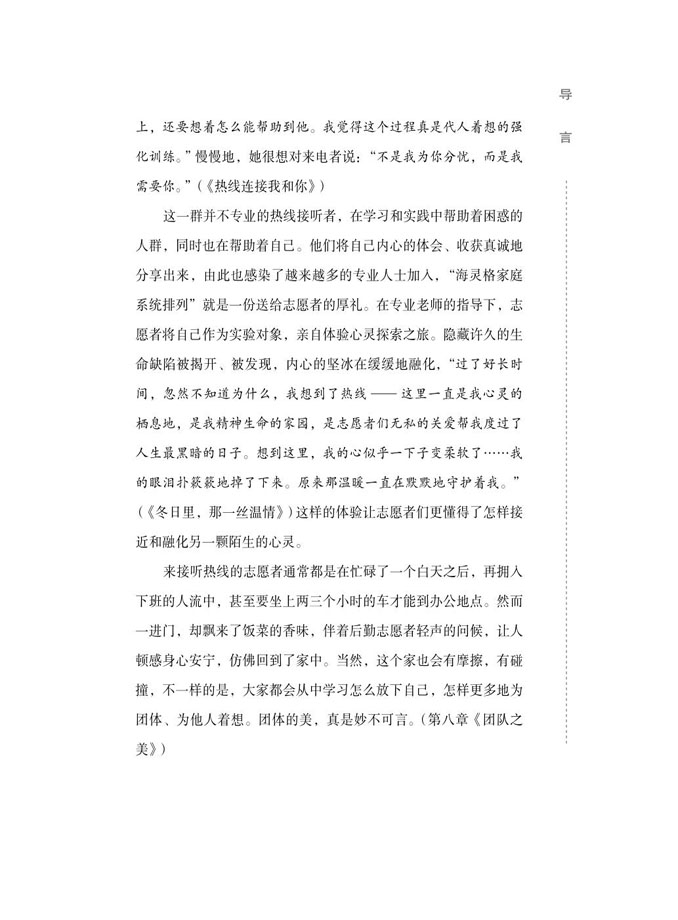 导
言
上，还要想着怎么能帮助到他。我觉得这个过程真是代人着想的强
化训练。”慢慢地，她很想对来电者说：“不是我为你分忧，而是我
需要你。”(《热线连接我和你》)
这一群并不专业的热线接听者，在学习和实践中帮助着困惑的
人群，同时也在帮助着自己。他们将自己内心的体会、收获真诚地
分享出来，由此也感染了越来越多的专业人士加入，“海灵格家庭
系统排列”就是一份送给志愿者的厚礼。在专业老师的指导下，志
愿者将自己作为实验对象，亲自体验心灵探索之旅。隐藏许久的生
命缺陷被揭开、被发现，内心的坚冰在缓缓地融化，“过了好长时
间，忽然不知道为什么，我想到了热线 —— 这里一直是我心灵的
栖息地，是我精神生命的家园，是志愿者们无私的关爱帮我度过了
人生最黑暗的日子。想到这里，我的心似乎一下子变柔软了……我
的眼泪扑簌簌地掉了下来。原来那温暖一直在默默地守护着我。”
(《冬日里，那一丝温情》)这样的体验让志愿者们更懂得了怎样接
近和融化另一颗陌生的心灵。
来接听热线的志愿者通常都是在忙碌了一个白天之后，再拥入
下班的人流中，甚至要坐上两三个小时的车才能到办公地点。然而
一进门，却飘来了饭菜的香味，伴着后勤志愿者轻声的问候，让人
顿感身心安宁，仿佛回到了家中。当然，这个家也会有摩擦，有碰
撞，不一样的是，大家都会从中学习怎么放下自己，怎样更多地为
团体、为他人着想。团体的美，真是妙不可言。(第八章《团队之
美》)